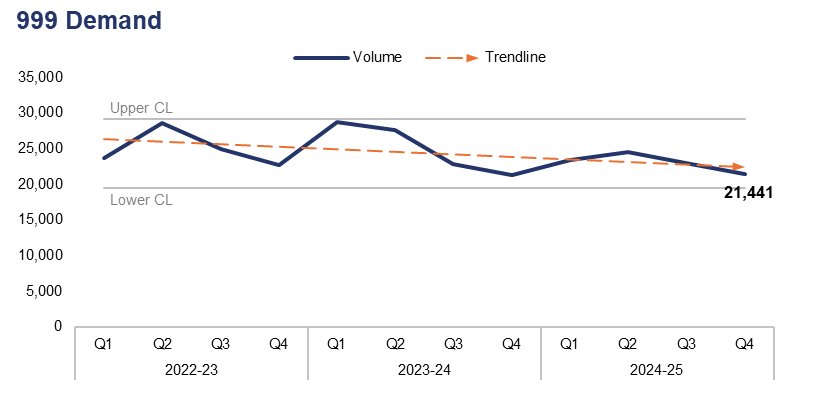 999 Demand
Volume Trendline
35,000
30,000
Upper CL
25,000
20,000
21,441
Lower CL
15,000
10,000
5,000
0
Q1 Q2 Q3 Q4 Q1 Q2 Q3 Q4 Q1 Q2 Q3 Q4
2022-23 2023-24 2024-25